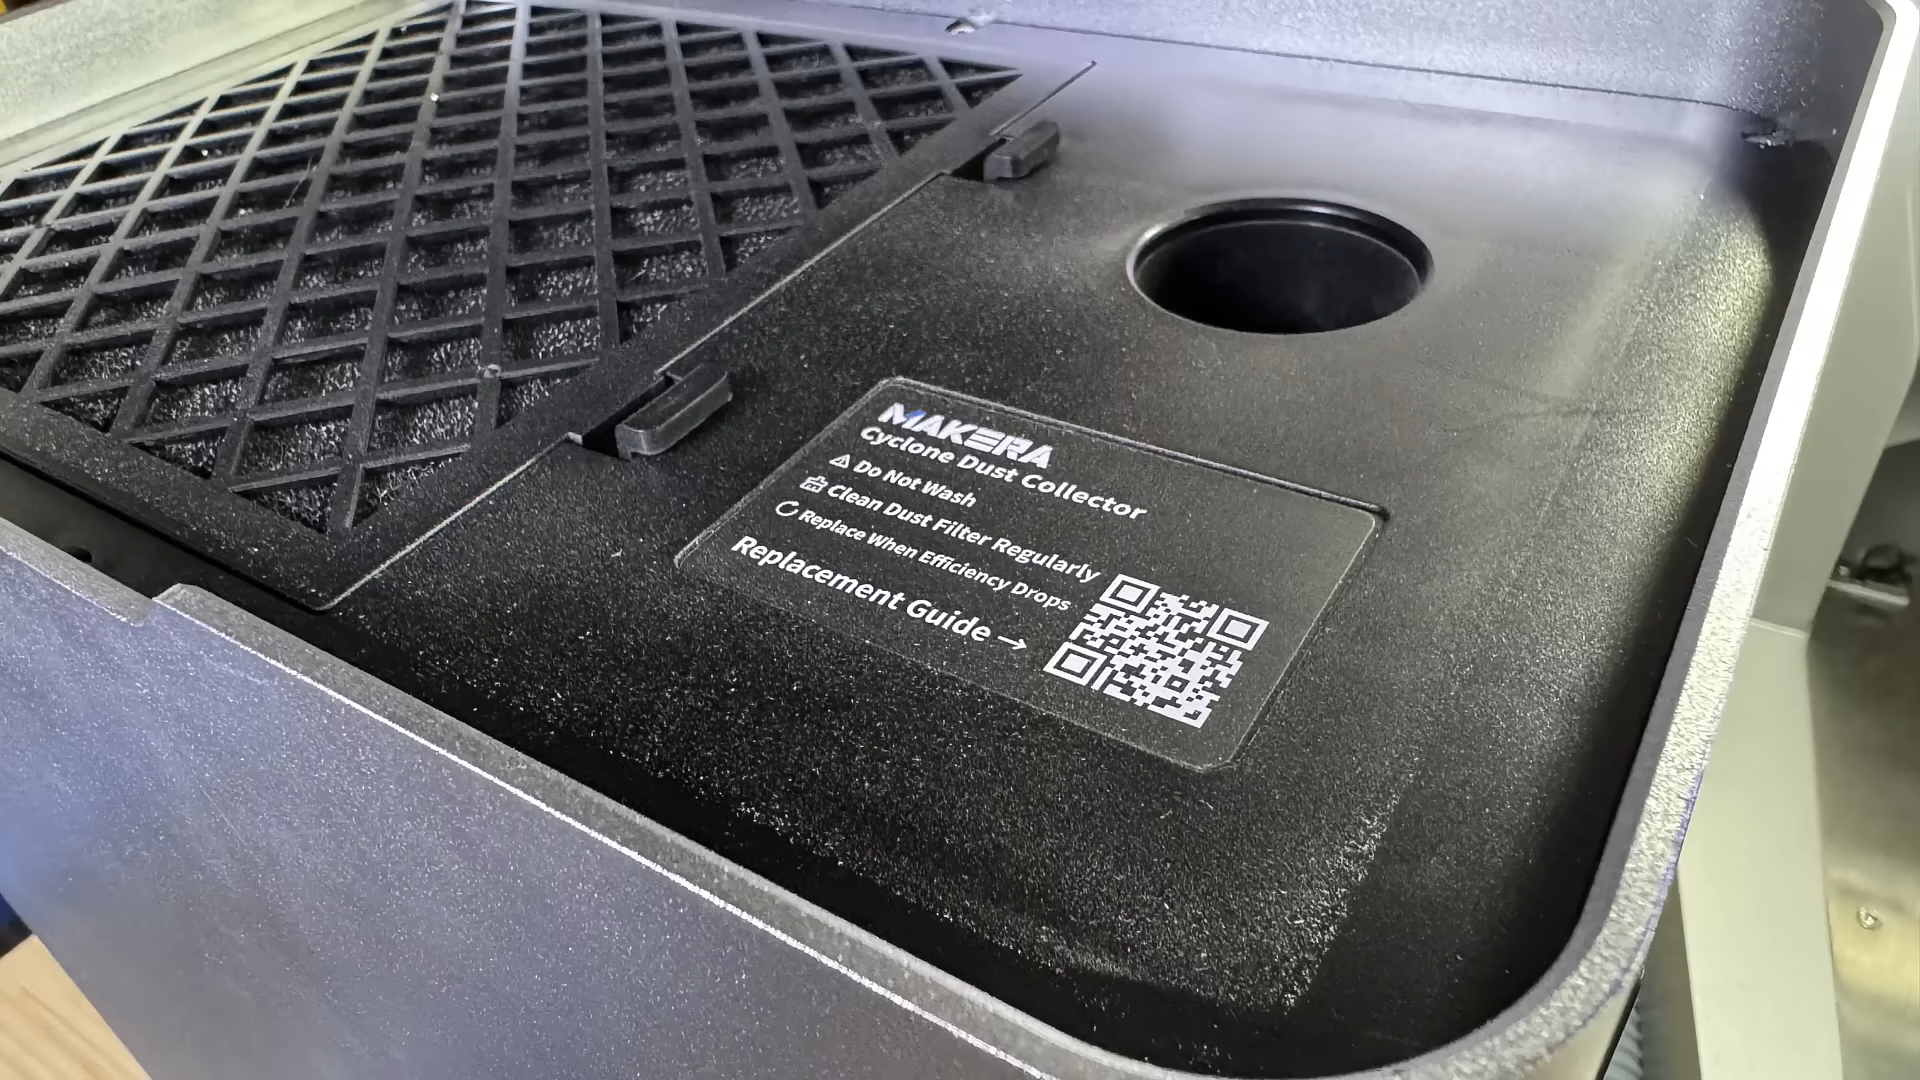 MAKERA
Cyclone Dust Collector
Do Not Wash
Clean Dust Filter Regularly
Replace When Efficiency Drops
Replacement Guide →